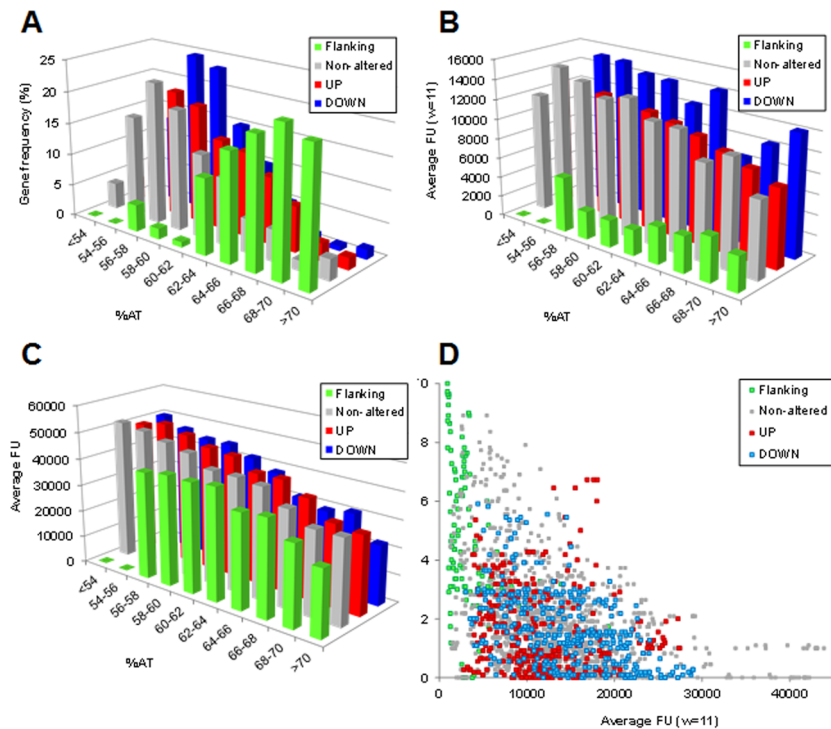 A
Gene frequency (%)
25
20
15
10
5
0
<54
54-56
56-58
58-60
60-62
62-64
64-66
66-68
68-70
>70
%AT
Flanking
Non-altered
UP
DOWN
B
Average FU (w=11)
16000
14000
12000
10000
8000
6000
4000
2000
0
<54
54-56
56-58
58-60
60-62
62-64
64-66
66-68
68-70
>70
%AT
Flanking
Non-altered
UP
DOWN
C
Average FU
60000
50000
40000
30000
20000
10000
0
<54
54-56
56-58
58-60
60-62
62-64
64-66
66-68
68-70
>70
%AT
Flanking
Non-altered
UP
DOWN
D
8
6
4
2
0
0
10000
20000
30000
40000
Average FU (w=11)
Flanking
Non-altered
UP
DOWN